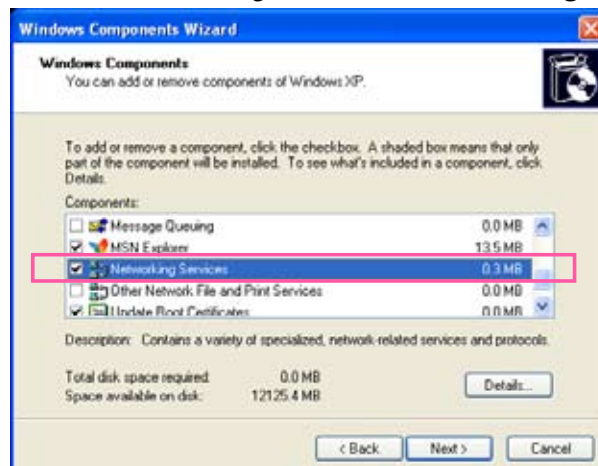 Windows Components Wizard
Windows Components
You can add or remove components of Windows XP.
To add or remove a component, click the checkbox. A shaded box means that only
part of the component will be installed. To see what's included in a component, click
Details.
Components:
Message Queuing 0.0 MB
MSN Explorer 13.5 MB
Networking Services 0.3 MB
Other Network File and Print Services 0.0 MB
Update Root Certificates 0.0 MB
Description: Contains a variety of specialized, network-related services and protocols.
Total disk space required: 0.0 MB
Space available on disk: 12125.4 MB
Details...
< Back Next > Cancel